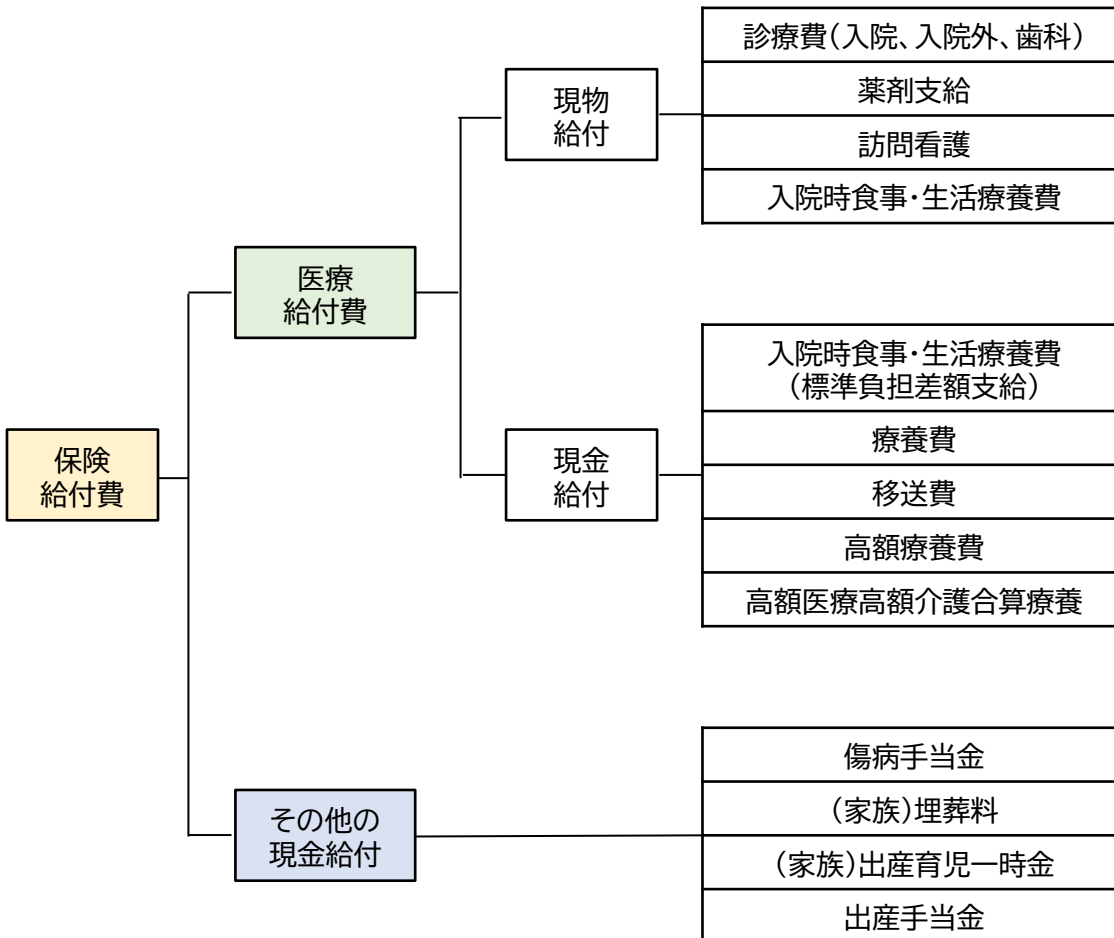 保険
給付費
医療
給付費
現物
給付
診療費（入院、入院外、歯科）
薬剤支給
訪問看護
入院時食事・生活療養費
現金
給付
入院時食事・生活療養費
（標準負担差額支給）
療養費
移送費
高額療養費
高額医療高額介護合算療養
その他の
現金給付
傷病手当金
（家族）埋葬料
（家族）出産育児一時金
出産手当金